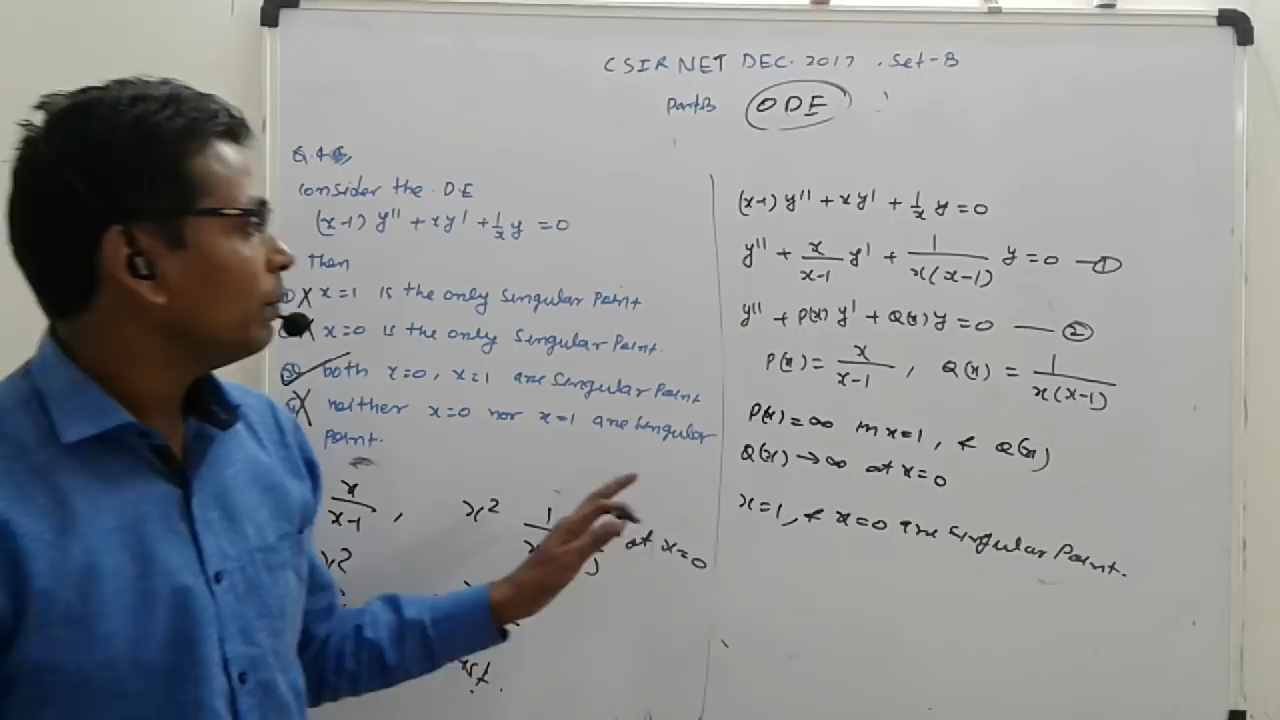 CSIR NET DEC. 2017. Set-B
Part B ODE
Consider the D.E
(x-1) y'' + xy' + 1/x y = 0
Then
x=1 is the only Singular Point
x=0 is the only Singular Point.
both x=0, x=1 are Singular Point
neither x=0 nor x=1 are Singular
Point.
x/(x-1), x² 1
at x=0
(x-1) y'' + xy' + 1/x y = 0
y'' + x/(x-1) y' + 1/(x(x-1)) y = 0 — ①
y'' + P(x) y' + Q(x) y = 0 — ②
P(x) = x/(x-1), Q(x) = 1/(x(x-1))
P(x) = ∞ in x=1, & Q(x)
Q(x) → ∞ at x=0
x=1, & x=0 are Singular Point.